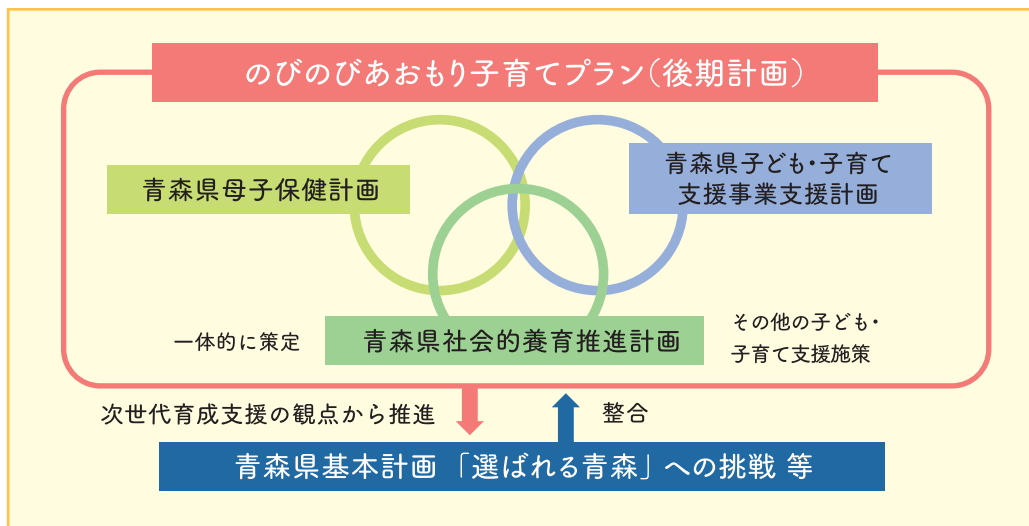 のびのびあおもり子育てプラン（後期計画）
青森県母子保健計画
青森県子ども・子育て
支援事業支援計画
青森県社会的養育推進計画
一体的に策定
その他の子ども・
子育て支援施策
次世代育成支援の観点から推進
整合
青森県基本計画 「選ばれる青森」への挑戦 等